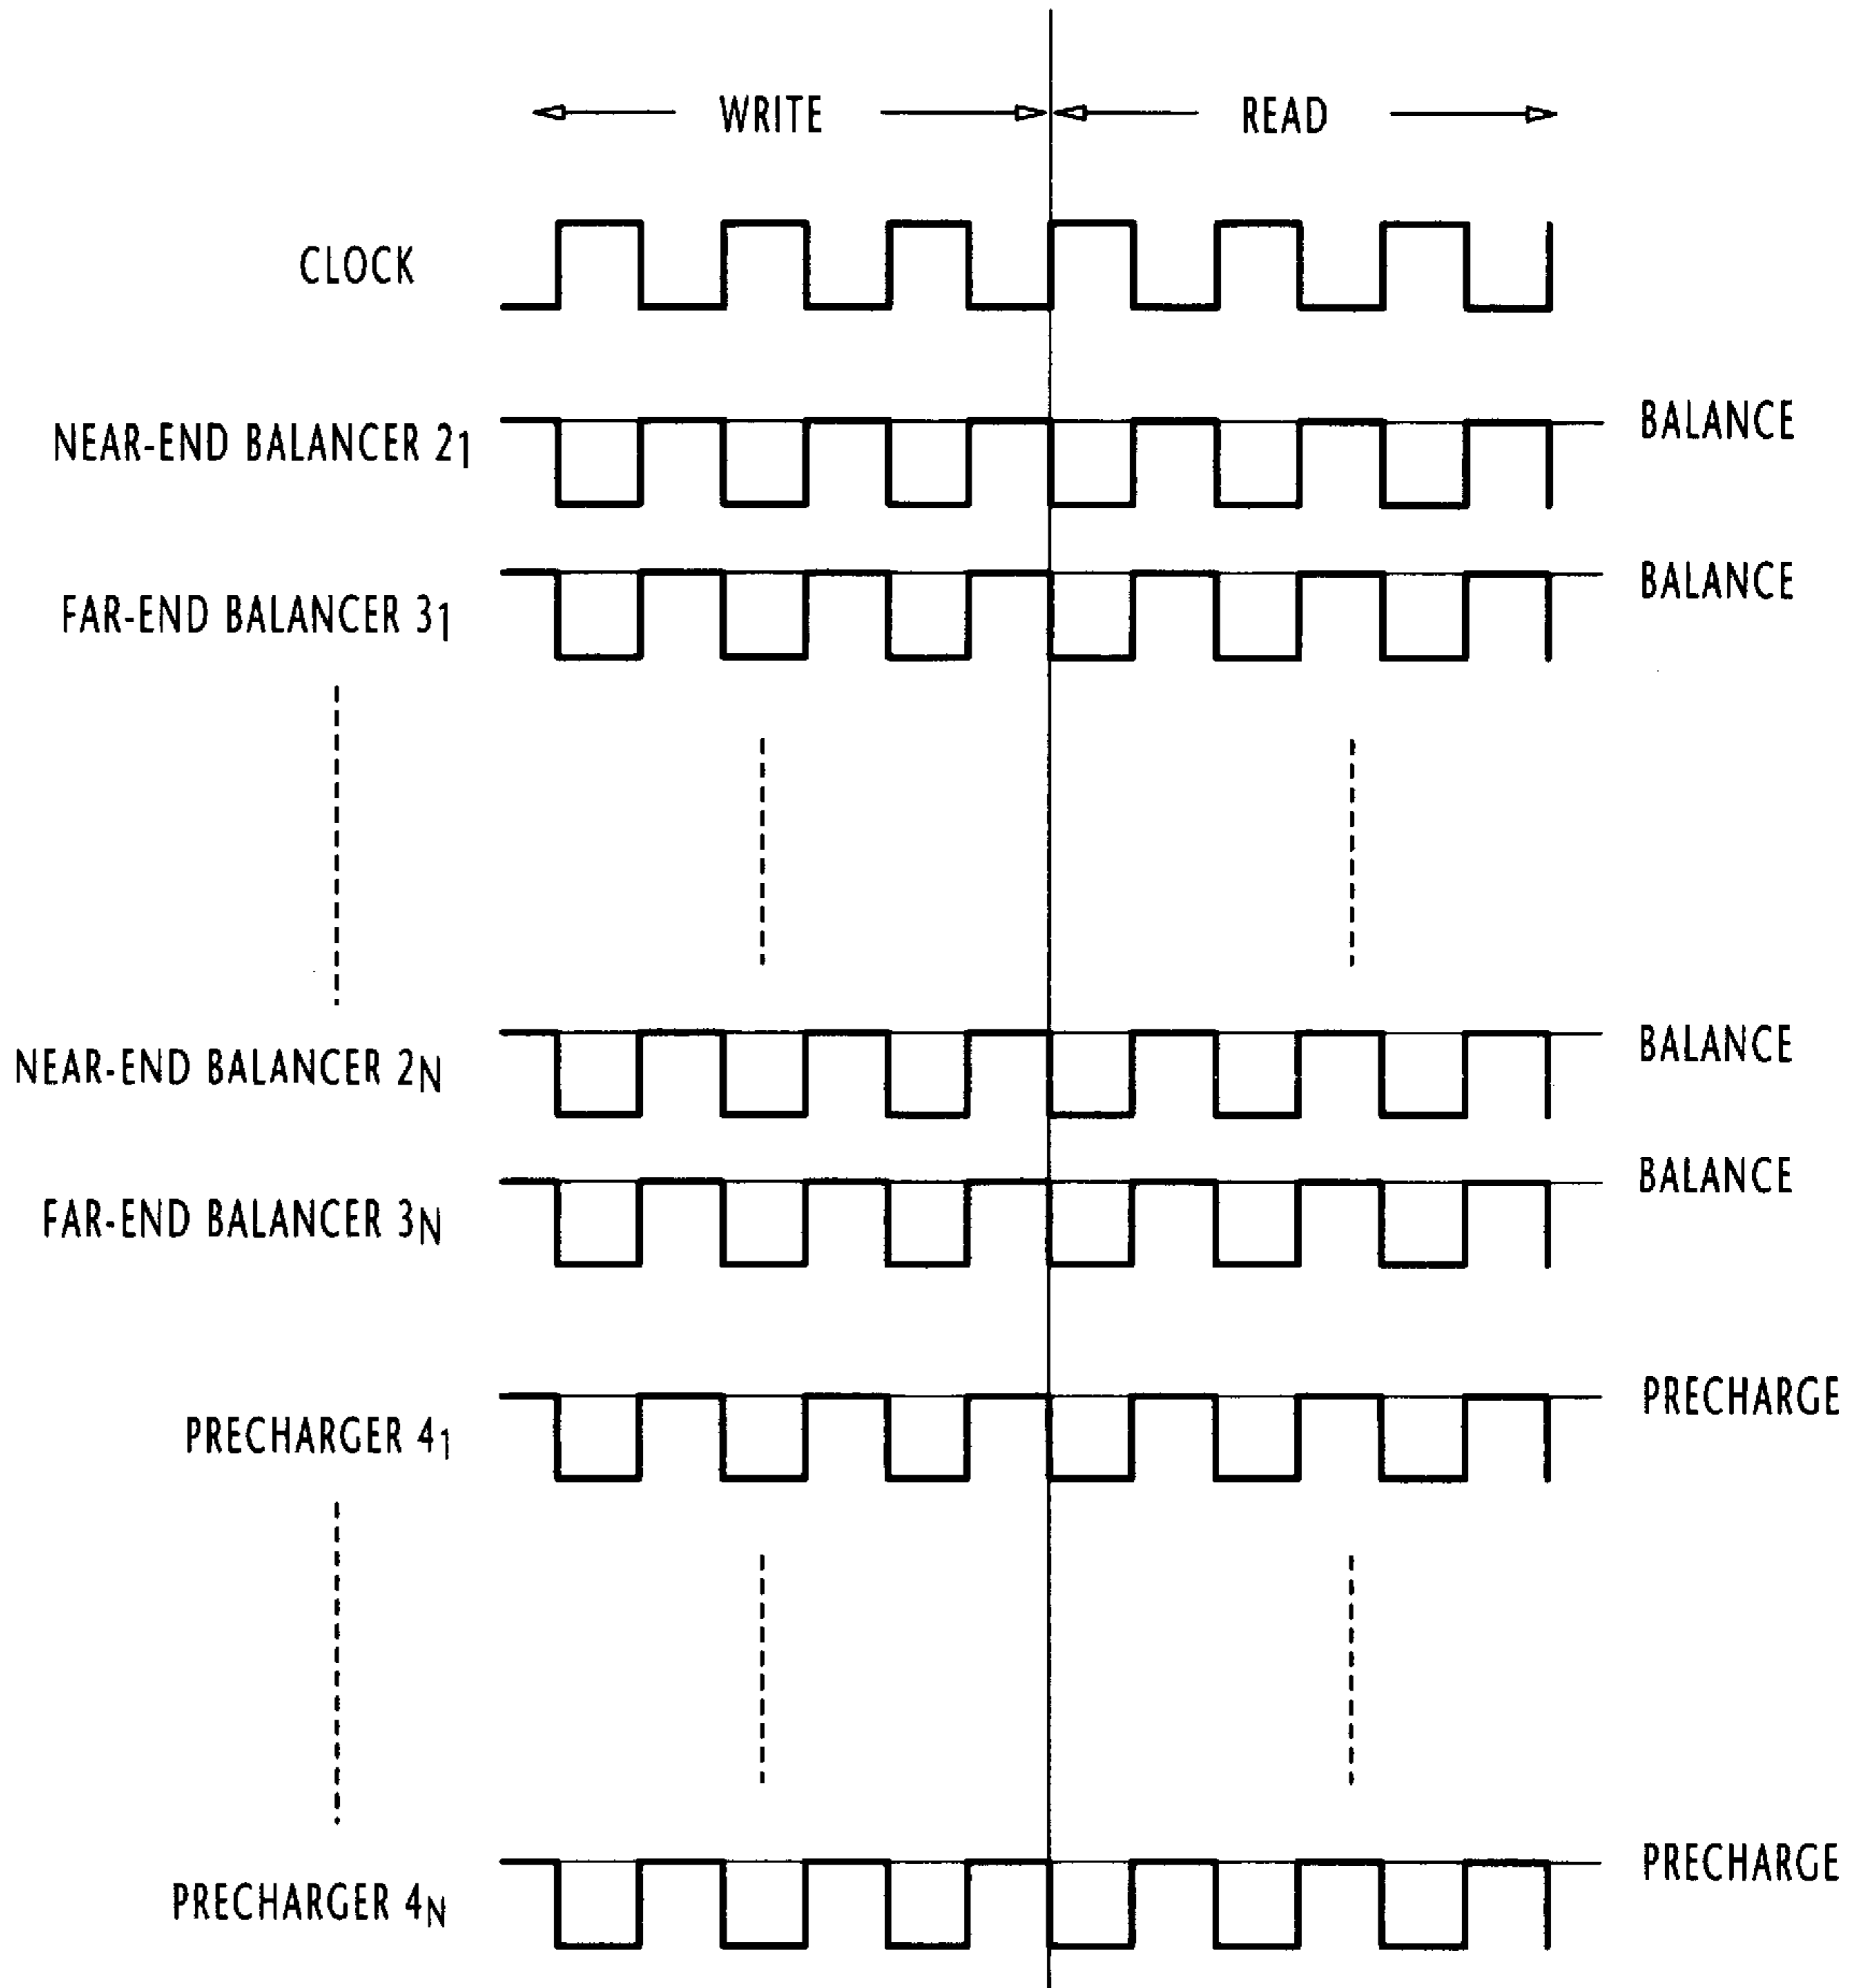 WRITE READ
CLOCK
NEAR-END BALANCER 21 BALANCE
FAR-END BALANCER 31 BALANCE
NEAR-END BALANCER 2N BALANCE
FAR-END BALANCER 3N BALANCE
PRECHARGER 41 PRECHARGE
PRECHARGER 4N PRECHARGE